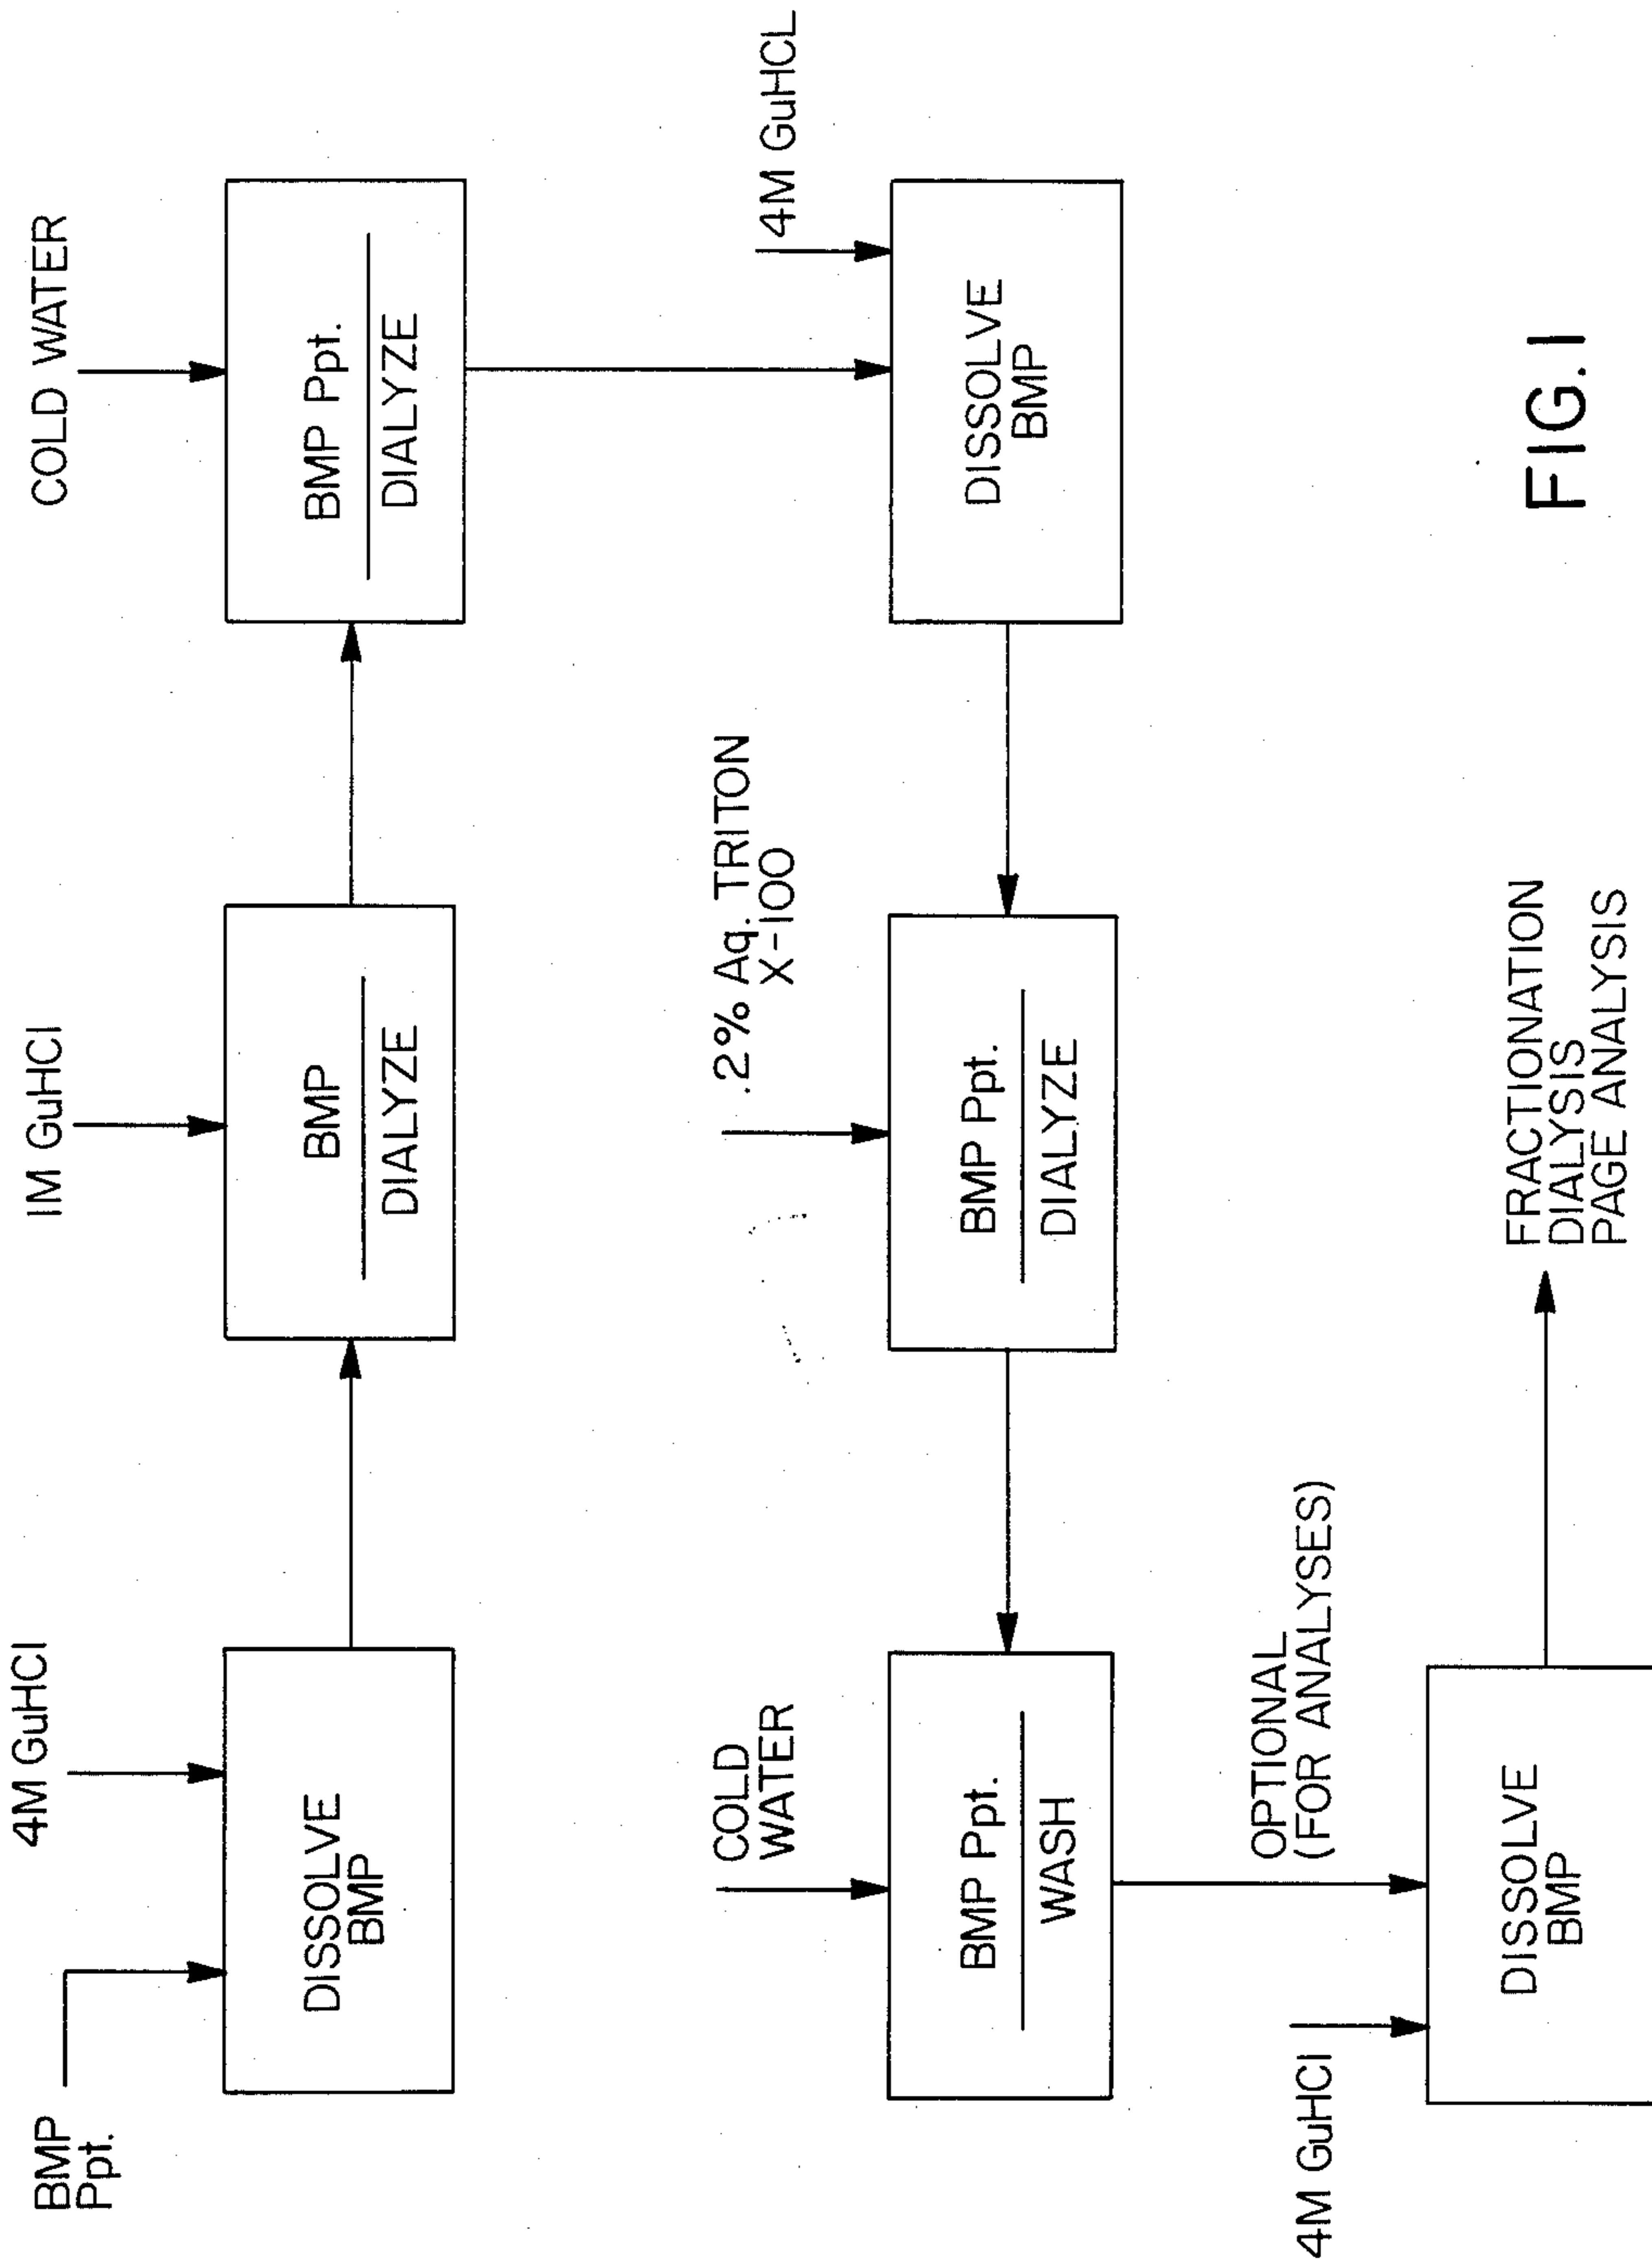 BMP
Ppt.
4M GuHCl
DISSOLVE
BMP
1M GuHCl
BMP
DIALYZE
COLD WATER
BMP Ppt.
DIALYZE
4M GuHCL
DISSOLVE
BMP
.2% Aq. TRITON
X-100
BMP Ppt.
DIALYZE
COLD
WATER
BMP Ppt.
WASH
OPTIONAL
(FOR ANALYSES)
4M GuHCl
DISSOLVE
BMP
FRACTIONATION
DIALYSIS
PAGE ANALYSIS
FIG. 1